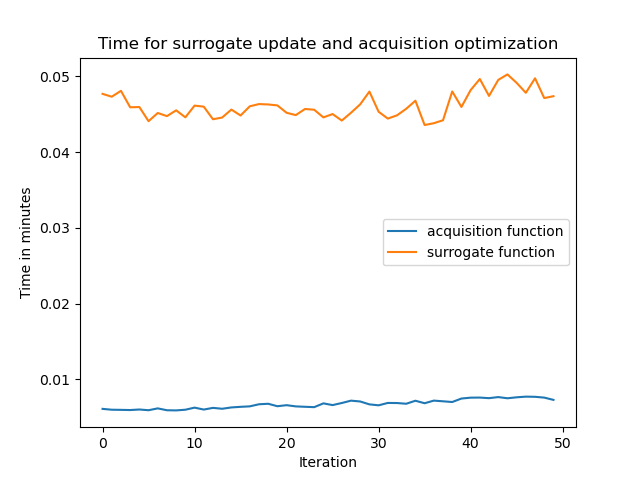 Time for surrogate update and acquisition optimization
0.05
0.04
0.03
0.02
0.01
Time in minutes
acquisition function
surrogate function
0
10
20
30
40
50
Iteration